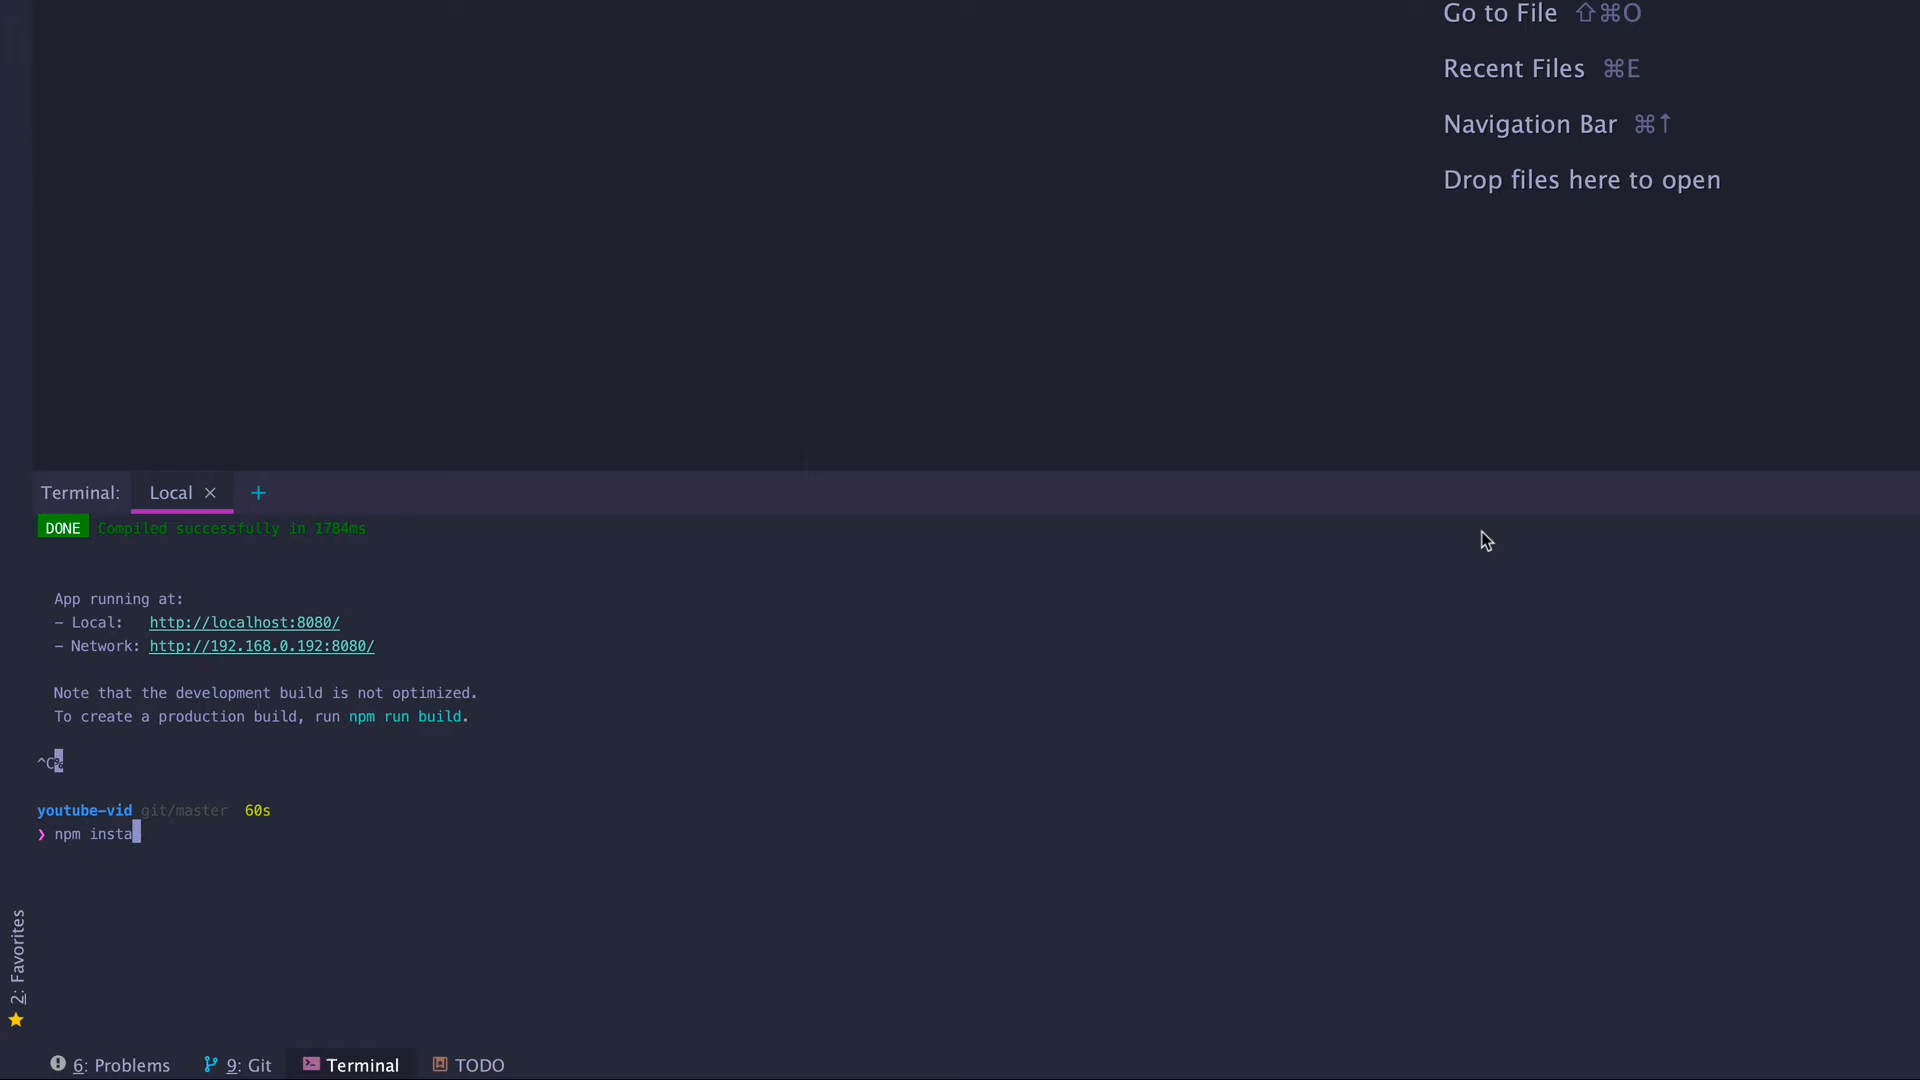 Go to File ⇧⌘O
Recent Files ⌘E
Navigation Bar ⌘↑
Drop files here to open
Terminal: Local × +
DONE Compiled successfully in 1784ms
App running at:
- Local: http://localhost:8080/
- Network: http://192.168.0.192:8080/
Note that the development build is not optimized.
To create a production build, run npm run build.
^C%
youtube-vid git/master 60s
❯ npm insta
2: Favorites
6: Problems 9: Git Terminal TODO